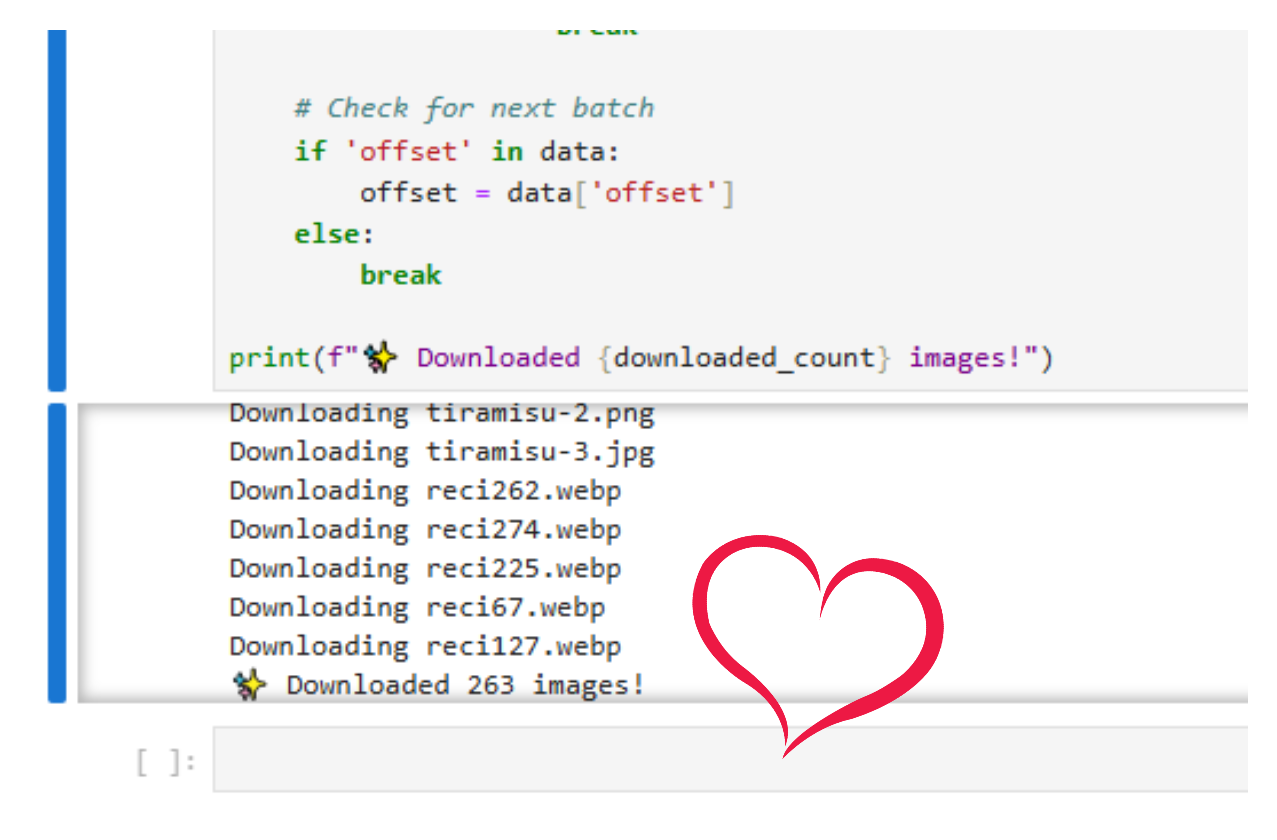 break
# Check for next batch
if 'offset' in data:
offset = data['offset']
else:
break
print(f"✨ Downloaded {downloaded_count} images!")
Downloading tiramisu-2.png
Downloading tiramisu-3.jpg
Downloading reci262.webp
Downloading reci274.webp
Downloading reci225.webp
Downloading reci67.webp
Downloading reci127.webp
✨ Downloaded 263 images!
[ ]: